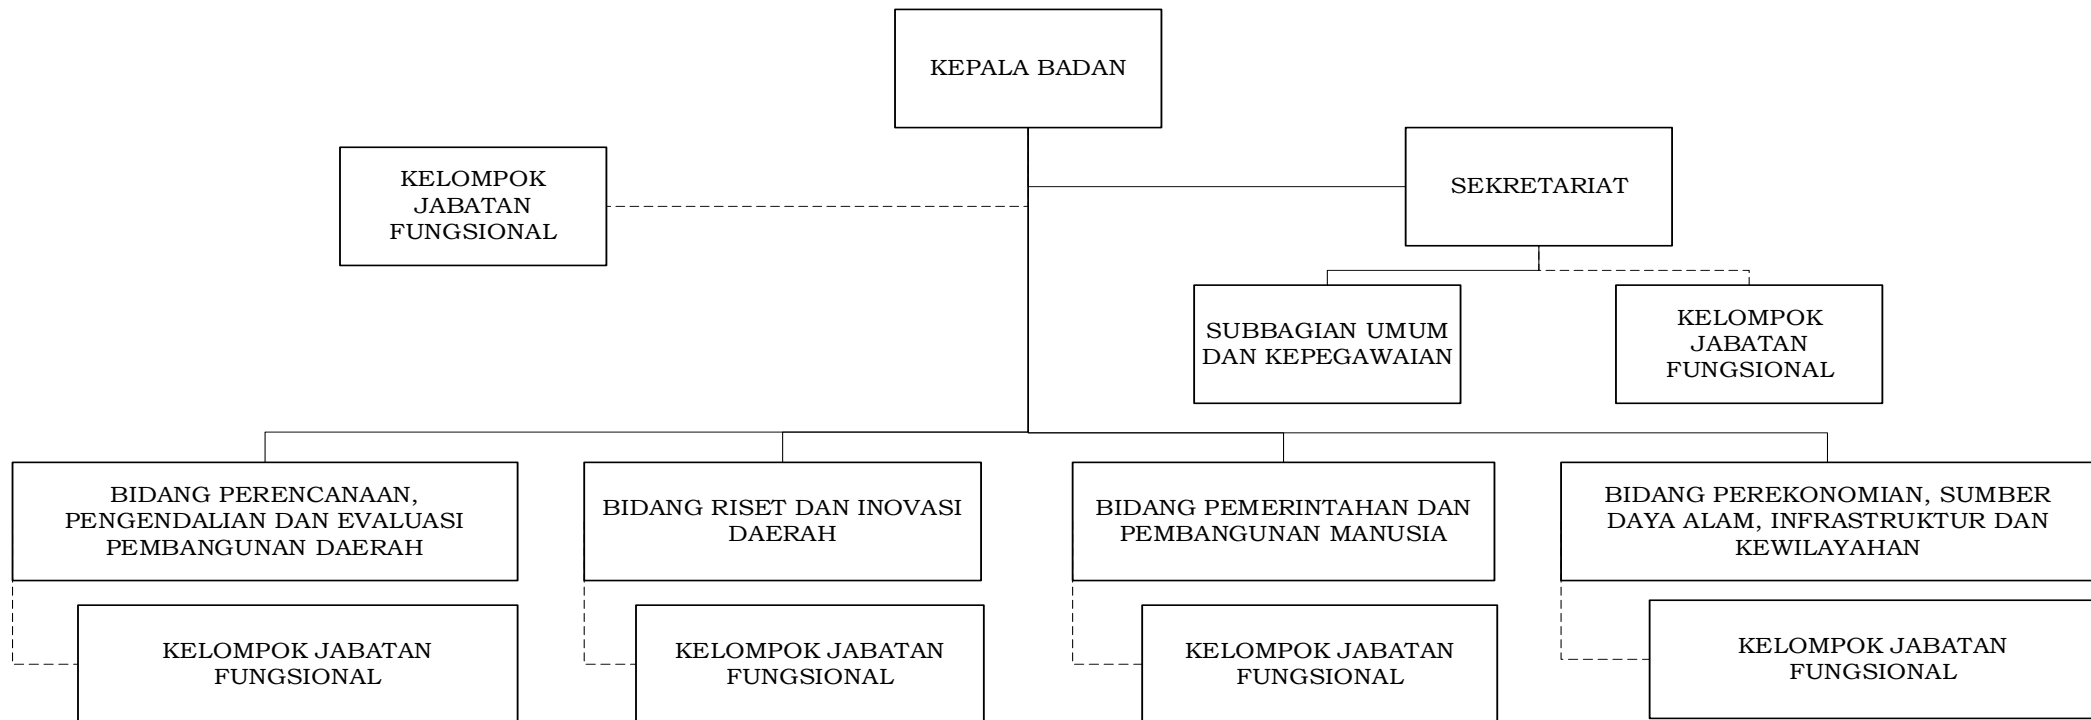 KEPALA BADAN
KELOMPOK
JABATAN
FUNGSIONAL
SEKRETARIAT
SUBBAGIAN UMUM
DAN KEPEGAWAIAN
KELOMPOK
JABATAN
FUNGSIONAL
BIDANG PERENCANAAN,
PENGENDALIAN DAN EVALUASI
PEMBANGUNAN DAERAH
BIDANG RISET DAN INOVASI
DAERAH
BIDANG PEMERINTAHAN DAN
PEMBANGUNAN MANUSIA
BIDANG PEREKONOMIAN, SUMBER
DAYA ALAM, INFRASTRUKTUR DAN
KEWILAYAHAN
KELOMPOK JABATAN
FUNGSIONAL
KELOMPOK JABATAN
FUNGSIONAL
KELOMPOK JABATAN
FUNGSIONAL
KELOMPOK JABATAN
FUNGSIONAL